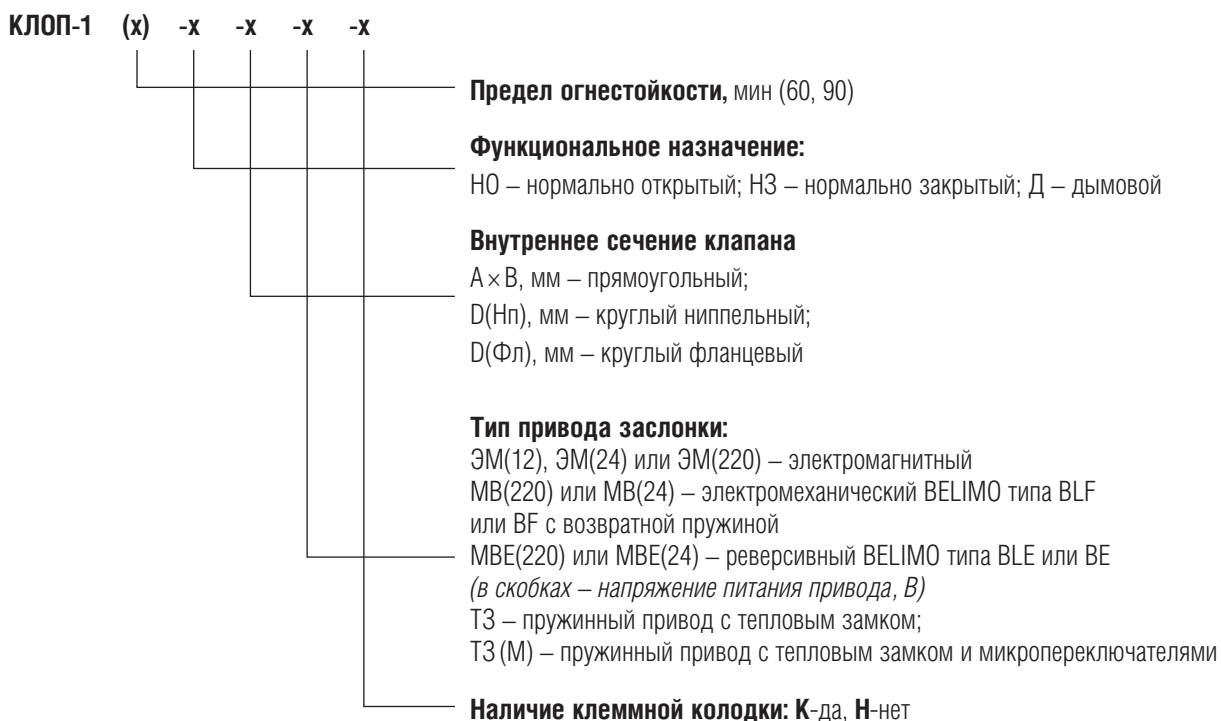 КЛОП-1 (х) -х -х -х -х
Предел огнестойкости, мин (60, 90)
Функциональное назначение:
НО – нормально открытый; НЗ – нормально закрытый; Д – дымовой
Внутреннее сечение клапана
А×В, мм – прямоугольный;
D(Нп), мм – круглый ниппельный;
D(Фл), мм – круглый фланцевый
Тип привода заслонки:
ЭМ(12), ЭМ(24) или ЭМ(220) – электромагнитный
МВ(220) или МВ(24) – электромеханический BELIMO типа BLF
или BF с возвратной пружиной
МВЕ(220) или МВЕ(24) – реверсивный BELIMO типа BLE или BE
(в скобках – напряжение питания привода, В)
ТЗ – пружинный привод с тепловым замком;
ТЗ (М) – пружинный привод с тепловым замком и микропереключателями
Наличие клеммной колодки: К-да, Н-нет